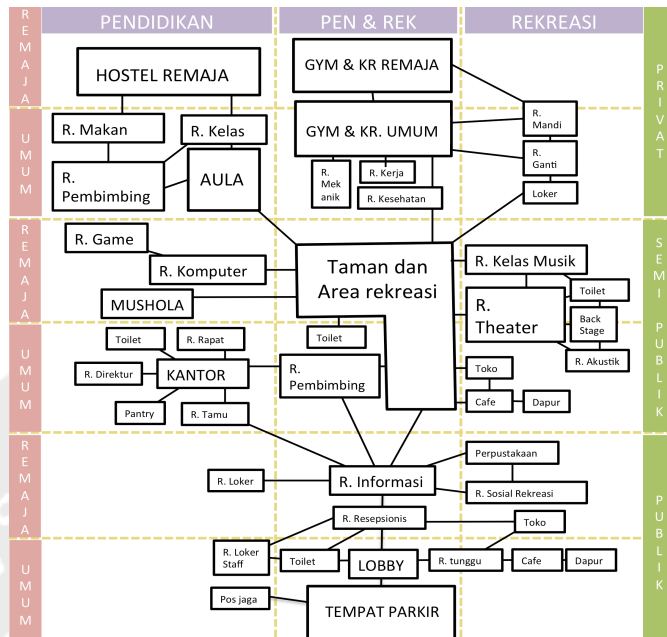 PENDIDIKAN
PEN & REK
REKREASI
REMAJA
UMUM
REMAJA
UMUM
REMAJA
UMUM
PRIVAT
SEMI PUBLIK
PUBLIK
HOSTEL REMAJA
GYM & KR REMAJA
R. Makan
R. Kelas
GYM & KR. UMUM
R.
Mandi
R.
Pembimbing
AULA
R.
Mek
anik
R. Kerja
R. Kesehatan
R.
Ganti
Loker
R. Game
R. Komputer
MUSHOLA
Taman dan
Area rekreasi
R. Kelas Musik
R.
Theater
Toilet
Back
Stage
R. Akustik
Toilet
Toilet
R. Rapat
R. Direktur
KANTOR
Pantry
R. Tamu
R.
Pembimbing
Toko
Cafe
Dapur
R. Loker
R. Informasi
Perpustakaan
R. Sosial Rekreasi
R. Resepsionis
Toko
R. Loker
Staff
Toilet
LOBBY
R. tunggu
Cafe
Dapur
Pos jaga
TEMPAT PARKIR